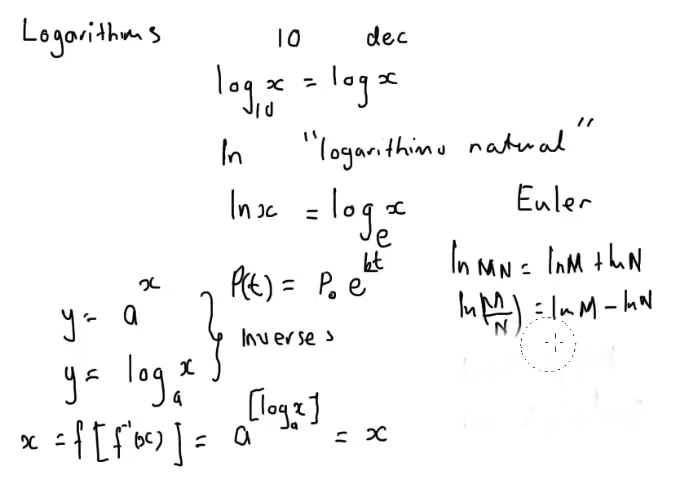 Logarithms 10 dec
log₁₀ x = log x
ln "logarithmu natural"
ln x = logₑ x Euler
P(t) = P₀ e^kt
ln MN = ln M + ln N
ln(M/N) = ln M - ln N
y = a^x
y = logₐ x } Inverses
x = f[f⁻¹(x)] = a^[logₐ x] = x